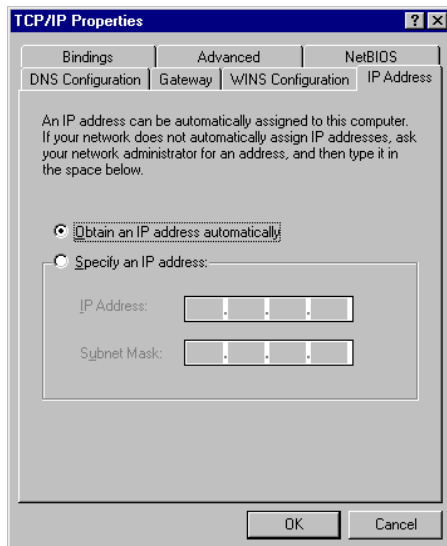 TCP/IP Properties
Bindings Advanced NetBIOS
DNS Configuration Gateway WINS Configuration IP Address
An IP address can be automatically assigned to this computer.
If your network does not automatically assign IP addresses, ask
your network administrator for an address, and then type it in
the space below.
Obtain an IP address automatically
Specify an IP address:
IP Address:
. . .
Subnet Mask:
. . .
OK Cancel